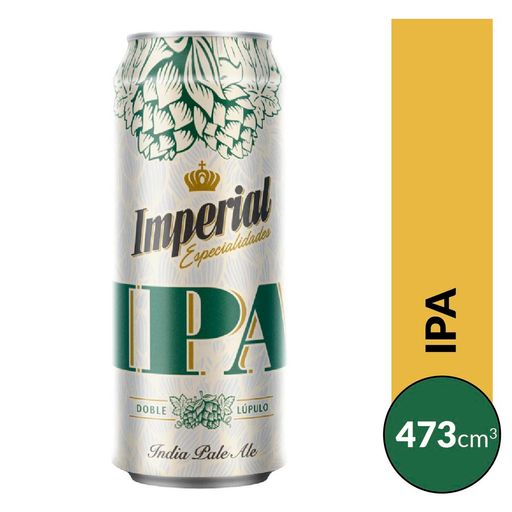 Imperial
Especialidades
IPA
DOBLE LÚPULO
India Pale Ale
IPA
473cm³